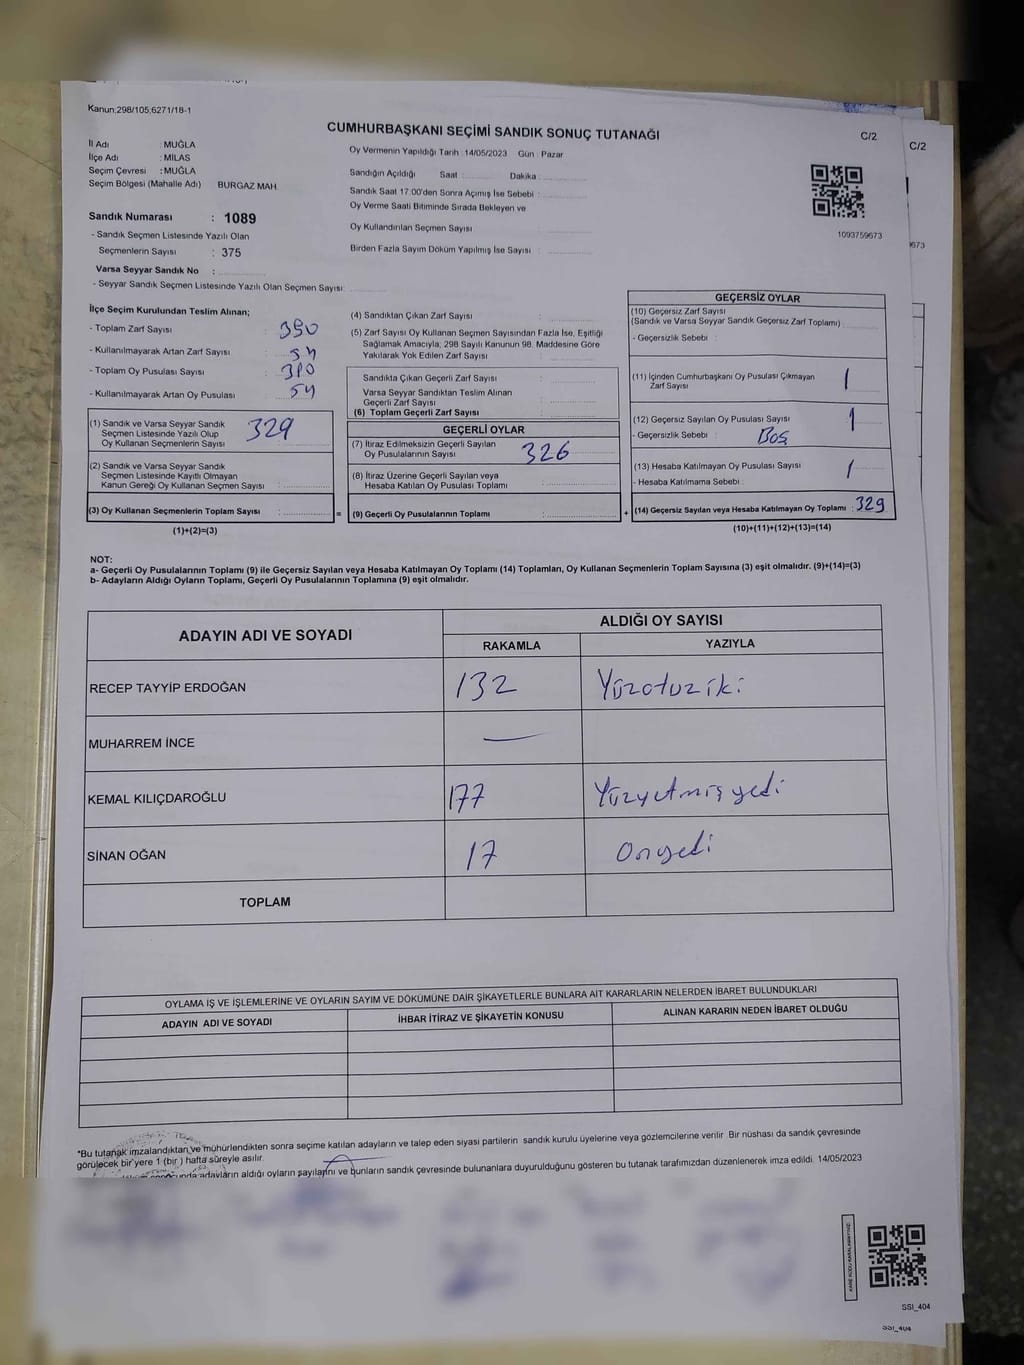 Kanun;298/105,6271/18-1
CUMHURBAŞKANI SEÇİMİ SANDIK SONUÇ TUTANAĞI
C/2
C/2
İl Adı : MUĞLA
İlçe Adı : MİLAS
Seçim Çevresi : MUĞLA
Seçim Bölgesi (Mahalle Adı) BURGAZ MAH.
Sandık Numarası : 1089
- Sandık Seçmen Listesinde Yazılı Olan
Seçmenlerin Sayısı : 375
Varsa Seyyar Sandık No :
- Seyyar Sandık Seçmen Listesinde Yazılı Olan Seçmen Sayısı:
Oy Vermenin Yapıldığı Tarih :14/05/2023 Gün : Pazar
Sandığın Açıldığı Saat : Dakika :
Sandık Saat 17.00'den Sonra Açımış İse Sebebi :
Oy Verme Saati Bitiminde Sırada Bekleyen ve
Oy Kullandırılan Seçmen Sayısı :
Birden Fazla Sayım Döküm Yapılmış İse Sayısı :
1093759673
9673
İlçe Seçim Kurulundan Teslim Alınan;
- Toplam Zarf Sayısı : 390
- Kullanılmayarak Artan Zarf Sayısı : 54
- Toplam Oy Pusulası Sayısı :
- Kullanılmayarak Artan Oy Pusulası : 54
(1) Sandık ve Varsa Seyyar Sandık
Seçmen Listesinde Yazılı Olup
Oy Kullanan Seçmenlerin Sayısı 329
(2) Sandık ve Varsa Seyyar Sandık
Seçmen Listesinde Kayıtlı Olmayan
Kanun Gereği Oy Kullanan Seçmen Sayısı :
(3) Oy Kullanan Seçmenlerin Toplam Sayısı :
(1)+(2)=(3)
(4) Sandıktan Çıkan Zarf Sayısı :
(5) Zarf Sayısı Oy Kullanan Seçmen Sayısından Fazla İse, Eşitliği
Sağlamak Amacıyla; 298 Sayılı Kanunun 98. Maddesine Göre
Yakılarak Yok Edilen Zarf Sayısı :
Sandıkta Çıkan Geçerli Zarf Sayısı :
Varsa Seyyar Sandıktan Teslim Alınan
Geçerli Zarf Sayısı :
(6) Toplam Geçerli Zarf Sayısı :
GEÇERLİ OYLAR
(7) İtiraz Edilmeksizin Geçerli Sayılan
Oy Pusulalarının Sayısı : 326
(8) İtiraz Üzerine Geçerli Sayılan veya
Hesaba Katılan Oy Pusulası Toplamı :
= (9) Geçerli Oy Pusulalarının Toplamı :
GEÇERSİZ OYLAR
(10) Geçersiz Zarf Sayısı
(Sandık ve Varsa Seyyar Sandık Geçersiz Zarf Toplamı) :
- Geçersizlik Sebebi :
(11) İçinden Cumhurbaşkanı Oy Pusulası Çıkmayan
Zarf Sayısı : 1
(12) Geçersiz Sayılan Oy Pusulası Sayısı : 1
- Geçersizlik Sebebi : Boş
(13) Hesaba Katılmayan Oy Pusulası Sayısı : 1
- Hesaba Katılmama Sebebi :
+ (14) Geçersiz Sayılan veya Hesaba Katılmayan Oy Toplamı : 329
(10)+(11)+(12)+(13)=(14)
NOT:
a- Geçerli Oy Pusulalarının Toplamı (9) ile Geçersiz Sayılan veya Hesaba Katılmayan Oy Toplamı (14) Toplamları, Oy Kullanan Seçmenlerin Toplam Sayısına (3) eşit olmalıdır. (9)+(14)=(3)
b- Adayların Aldığı Oyların Toplamı, Geçerli Oy Pusulalarının Toplamına (9) eşit olmalıdır.
ADAYIN ADI VE SOYADI
ALDIĞI OY SAYISI
RAKAMLA YAZIYLA
RECEP TAYYİP ERDOĞAN 132 Yüzotuziki
MUHARREM İNCE —
KEMAL KILIÇDAROĞLU 177 Yüzyetmişyedi
SİNAN OĞAN 17 Onyedi
TOPLAM
OYLAMA İŞ VE İŞLEMLERİNE VE OYLARIN SAYIM VE DÖKÜMÜNE DAİR ŞİKAYETLERLE BUNLARA AİT KARARLARIN NELERDEN İBARET BULUNDUKLARI
ADAYIN ADI VE SOYADI İHBAR İTİRAZ VE ŞİKAYETİN KONUSU ALINAN KARARIN NEDEN İBARET OLDUĞU
*Bu tutanak imzalandıktan ve mühürlendikten sonra seçime katılan adayların ve talep eden siyasi partilerin sandık kurulu üyelerine veya gözlemcilerine verilir. Bir nüshası da sandık çevresinde
görülecek bir yere 1 (bir ) hafta süreyle asılır.
adayların aldığı oyların paylarını ve bunların sandık çevresinde bulunanlara duyurulduğunu gösteren bu tutanak tarafımızdan düzenlenerek imza edildi. 14/05/2023
SSI_404
SSI_404